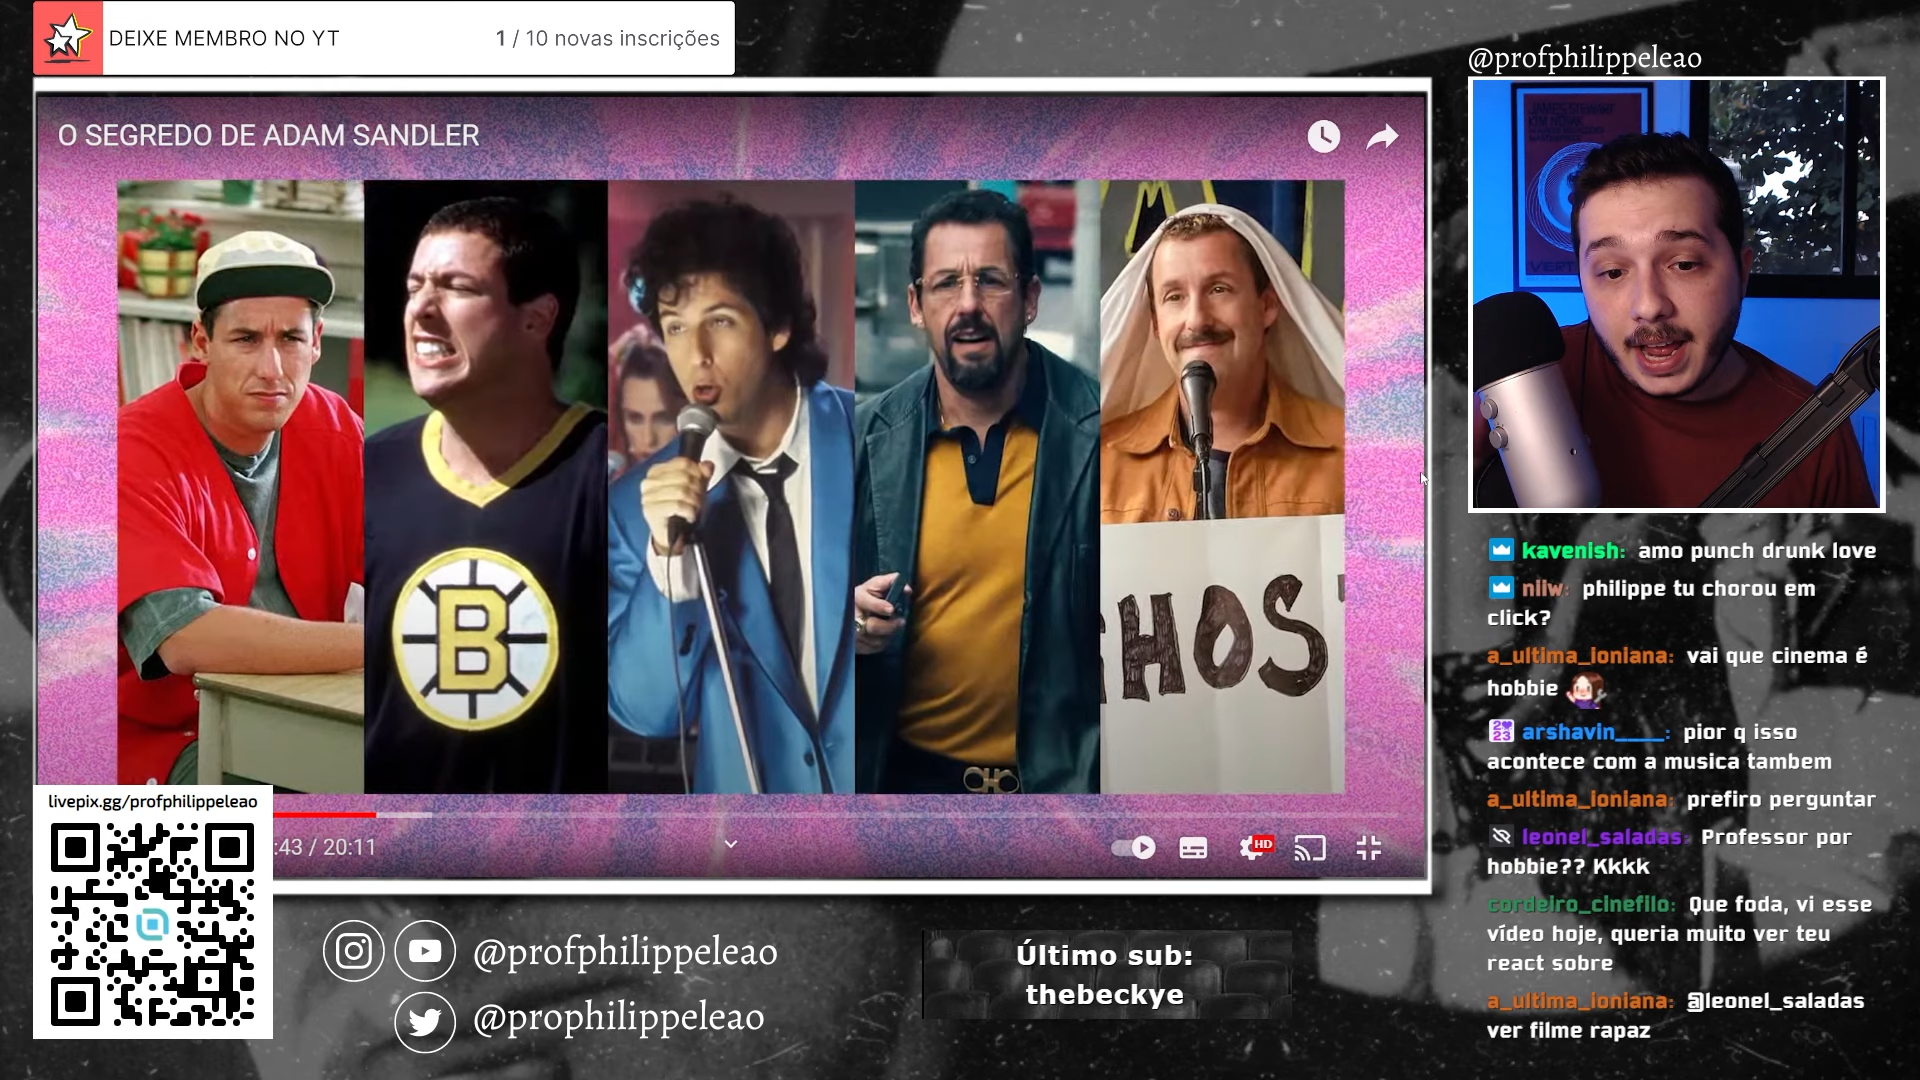 DEIXE MEMBRO NO YT
1 / 10 novas inscrições
@profphilippeleao
O SEGREDO DE ADAM SANDLER
B
HOS
livepix.gg/profphilippeleao
:43 / 20:11
HD
@profphilippeleao
@prophilippeleao
Último sub:
thebeckye
kavenish: amo punch drunk love
nilw: philippe tu chorou em
click?
a_ultima_ioniana: vai que cinema é
hobbie
arshavin____: pior q isso
acontece com a musica tambem
a_ultima_ioniana: prefiro perguntar
leonel_saladas: Professor por
hobbie?? Kkkk
cordeiro_cinefilo: Que foda, vi esse
vídeo hoje, queria muito ver teu
react sobre
a_ultima_ioniana: @leonel_saladas
ver filme rapaz